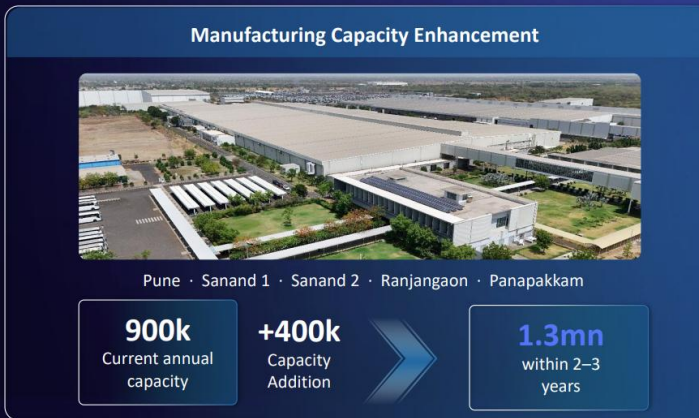 Manufacturing Capacity Enhancement
Pune · Sanand 1 · Sanand 2 · Ranjangaon · Panapakkam
900k
Current annual
capacity
+400k
Capacity
Addition
1.3mn
within 2–3
years